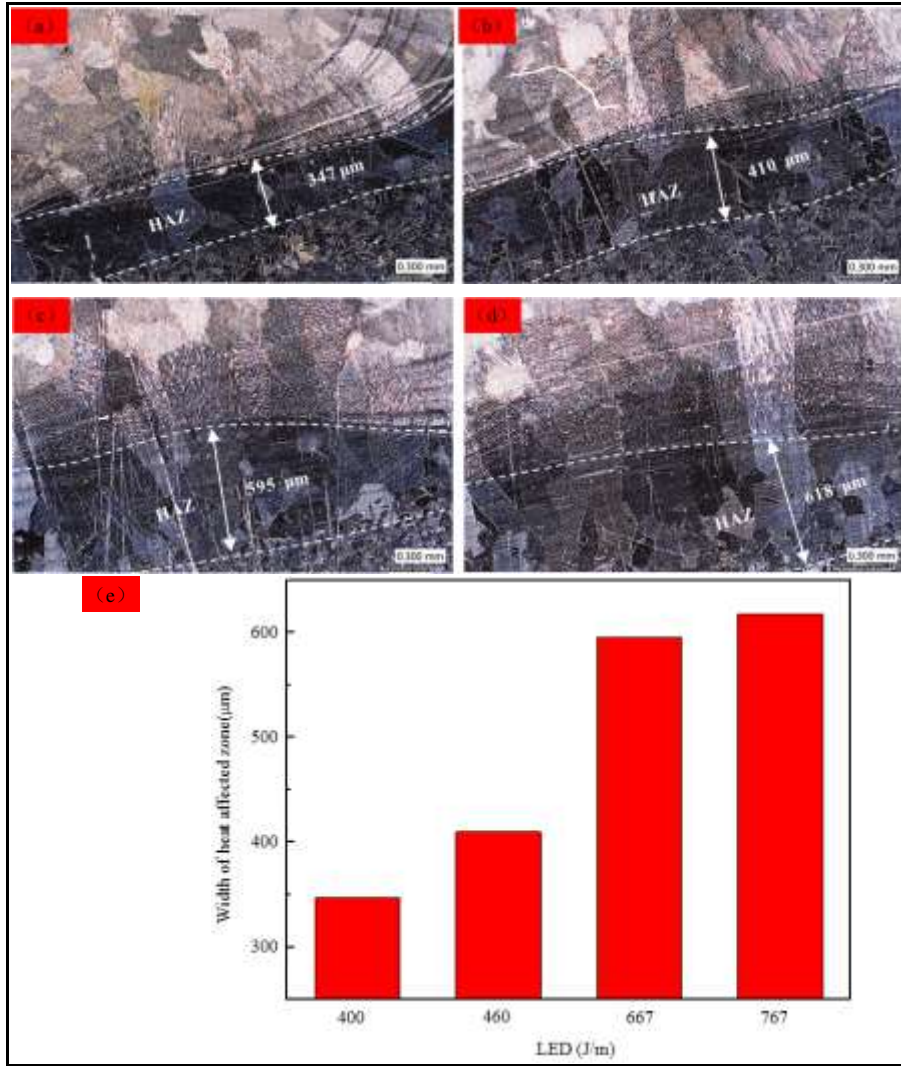 (a)
347 μm
HAZ
0.300 mm
(b)
410 μm
HAZ
0.300 mm
(c)
595 μm
HAZ
0.300 mm
(d)
618 μm
HAZ
0.300 mm
(e)
600
500
400
300
Width of heat affected zone(μm)
400 460 667 767
LED (J/m)